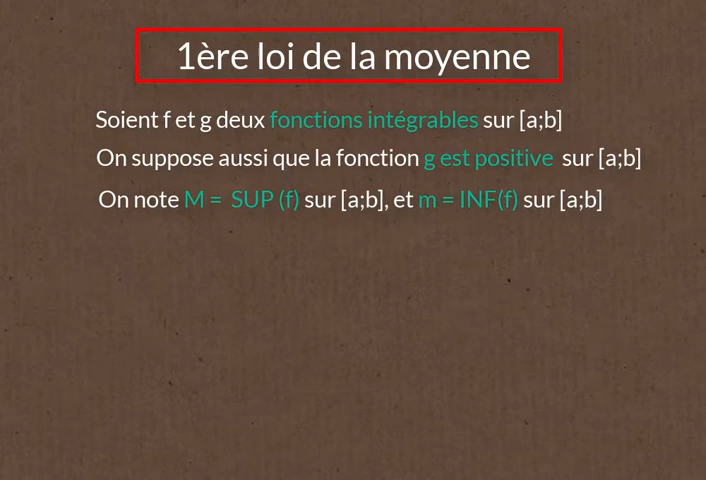 1ère loi de la moyenne
Soient f et g deux fonctions intégrables sur [a;b]
On suppose aussi que la fonction g est positive sur [a;b]
On note M = SUP (f) sur [a;b], et m = INF(f) sur [a;b]